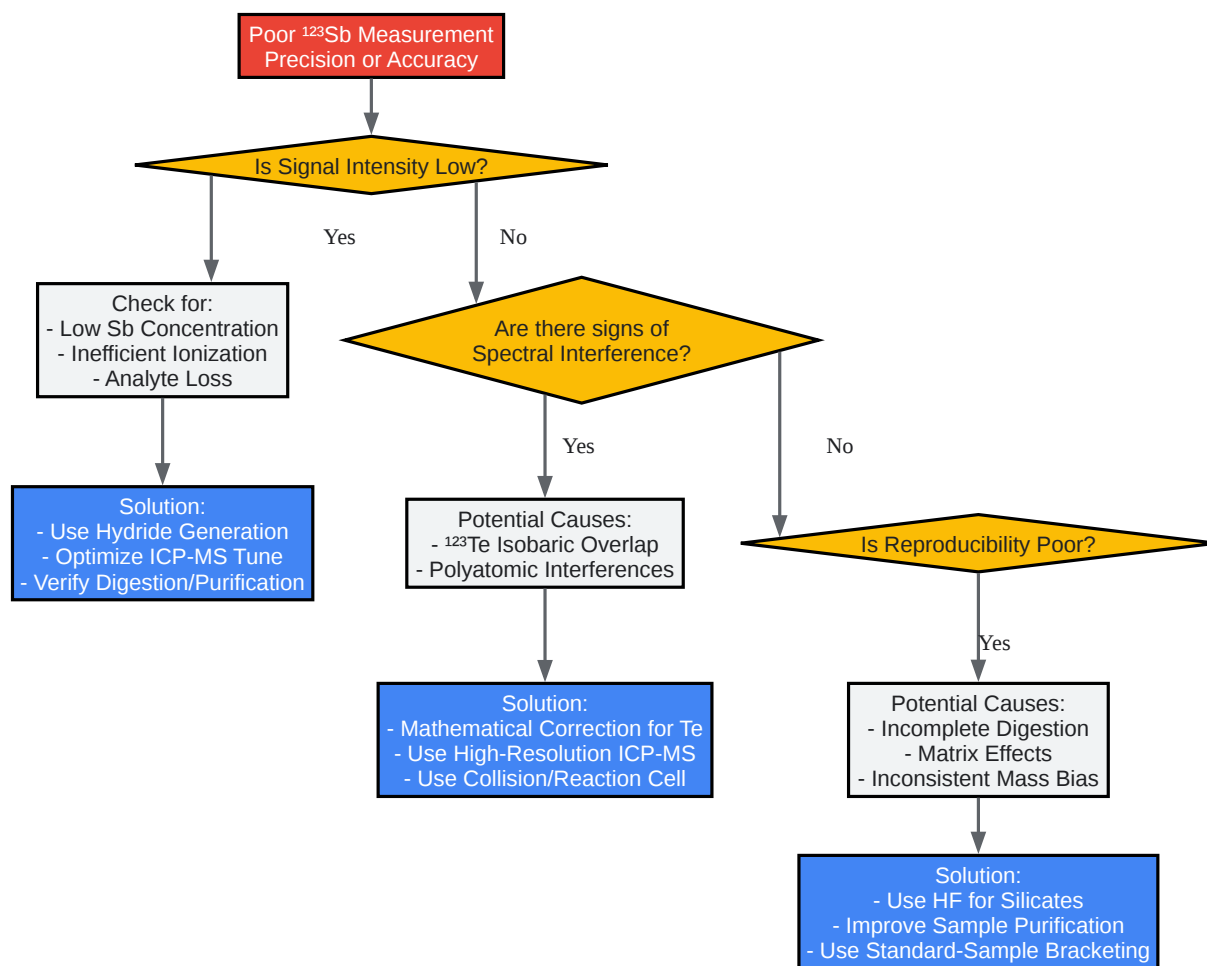 Poor ¹²³Sb Measurement
Precision or Accuracy
Is Signal Intensity Low?
Yes
No
Check for:
- Low Sb Concentration
- Inefficient Ionization
- Analyte Loss
Are there signs of
Spectral Interference?
Yes
No
Solution:
- Use Hydride Generation
- Optimize ICP-MS Tune
- Verify Digestion/Purification
Potential Causes:
- ¹²³Te Isobaric Overlap
- Polyatomic Interferences
Is Reproducibility Poor?
Yes
Solution:
- Mathematical Correction for Te
- Use High-Resolution ICP-MS
- Use Collision/Reaction Cell
Potential Causes:
- Incomplete Digestion
- Matrix Effects
- Inconsistent Mass Bias
Solution:
- Use HF for Silicates
- Improve Sample Purification
- Use Standard-Sample Bracketing